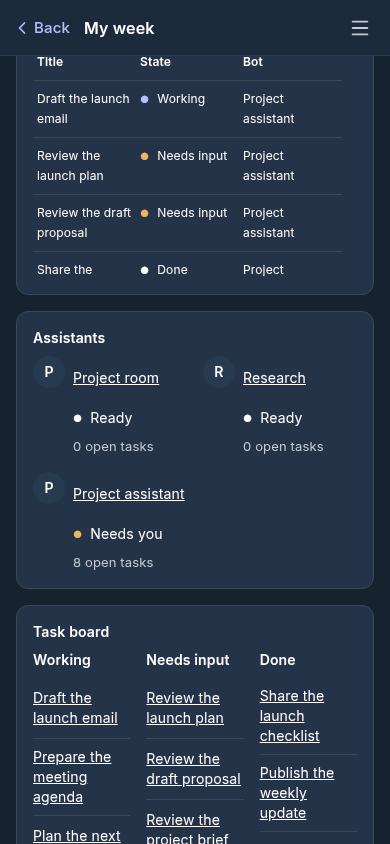 Back My week
Title State Bot
Draft the launch email Working Project assistant
Review the launch plan Needs input Project assistant
Review the draft proposal Needs input Project assistant
Share the Done Project
Assistants
P Project room
Ready
0 open tasks
R Research
Ready
0 open tasks
P Project assistant
Needs you
8 open tasks
Task board
Working
Draft the
launch email
Prepare the
meeting
agenda
Plan the next
Needs input
Review the
launch plan
Review the
draft proposal
Review the
project brief
Done
Share the
launch
checklist
Publish the
weekly
update